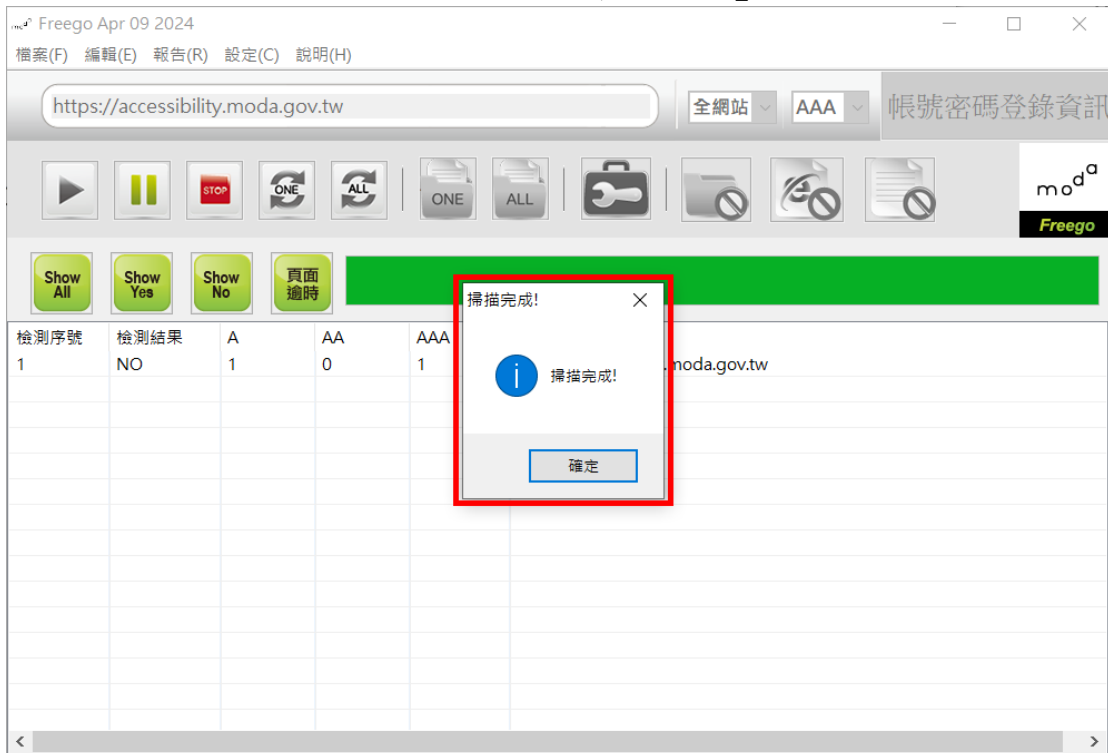 Freego Apr 09 2024
檔案(F) 編輯(E) 報告(R) 設定(C) 說明(H)
https://accessibility.moda.gov.tw 全網站 AAA 帳號密碼登錄資訊
STOP ONE ALL ONE ALL moda
Freego
Show All Show Yes Show No 頁面逾時
掃描完成!
檢測序號 檢測結果 A AA AAA
1 NO 1 0 1 .moda.gov.tw
掃描完成!
確定